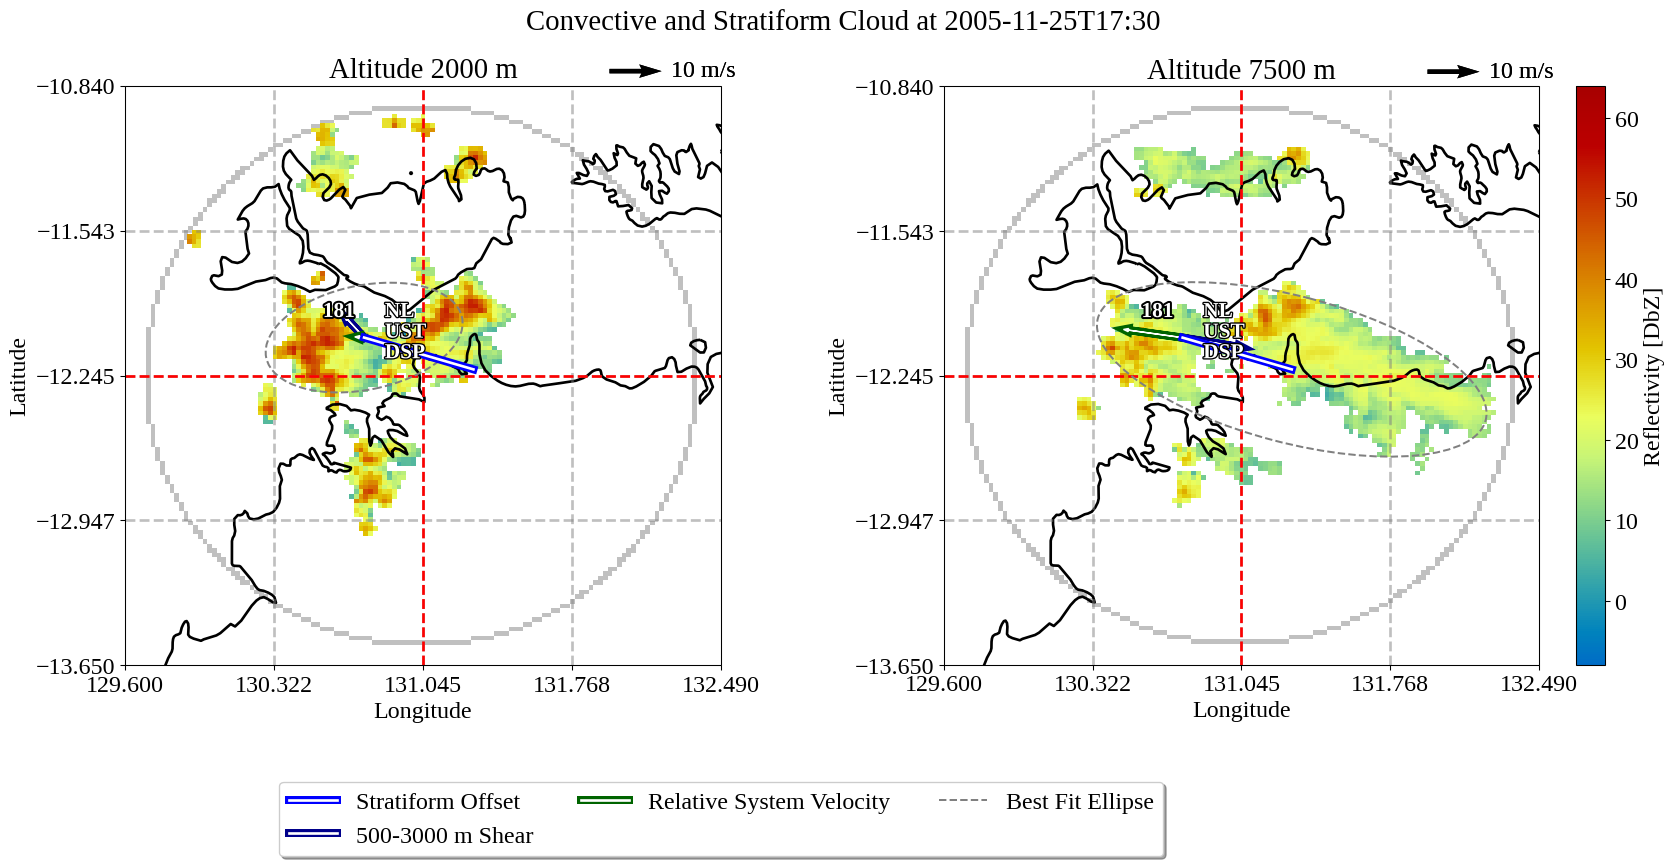 Convective and Stratiform Cloud at 2005-11-25T17:30
Altitude 2000 m
10 m/s
−10.840
−11.543
−12.245
−12.947
−13.650
Latitude
129.600
130.322
131.045
131.768
132.490
Longitude
181
NL
UST
DSP
Altitude 7500 m
10 m/s
−10.840
−11.543
−12.245
−12.947
−13.650
Latitude
129.600
130.322
131.045
131.768
132.490
Longitude
181
NL
UST
DSP
60
50
40
30
20
10
0
Reflectivity [DbZ]
Stratiform Offset
500-3000 m Shear
Relative System Velocity
Best Fit Ellipse